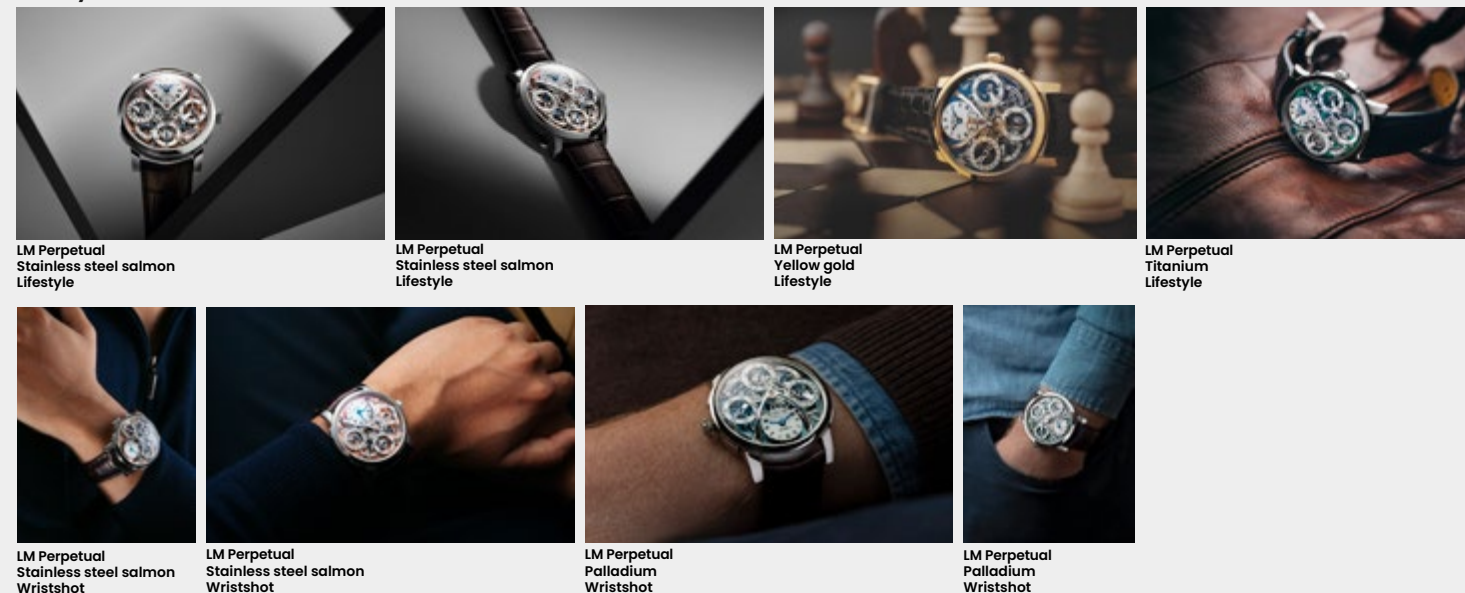 LM Perpetual
Stainless steel salmon
Lifestyle
LM Perpetual
Stainless steel salmon
Lifestyle
LM Perpetual
Yellow gold
Lifestyle
LM Perpetual
Titanium
Lifestyle
LM Perpetual
Stainless steel salmon
Wristshot
LM Perpetual
Stainless steel salmon
Wristshot
LM Perpetual
Palladium
Wristshot
LM Perpetual
Palladium
Wristshot